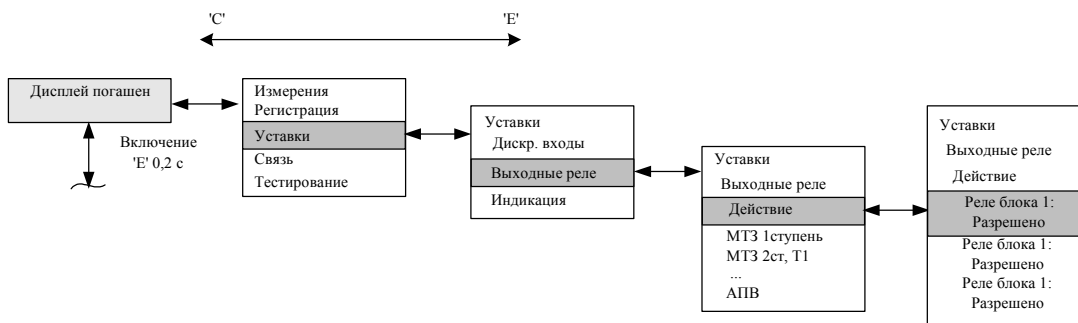 'C'
'E'
Дисплей погашен
Включение
'E' 0,2 с
Измерения
Регистрация
Уставки
Связь
Тестирование
Уставки
Дискр. входы
Выходные реле
Индикация
Уставки
Выходные реле
Действие
МТЗ 1ступень
МТЗ 2ст, Т1
...
АПВ
Уставки
Выходные реле
Действие
Реле блока 1:
Разрешено
Реле блока 1:
Разрешено
Реле блока 1:
Разрешено